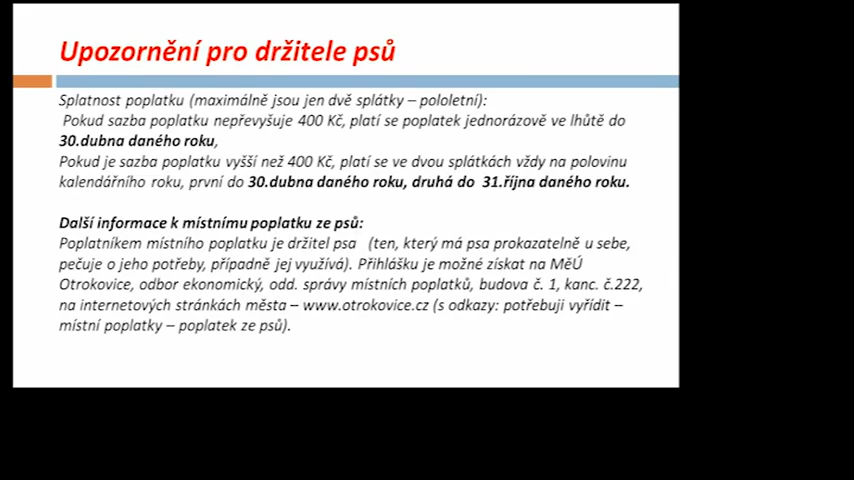 Upozornění pro držitele psů
Splatnost poplatku (maximálně jsou jen dvě splátky – pololetní):
Pokud sazba poplatku nepřevyšuje 400 Kč, platí se poplatek jednorázově ve lhůtě do
30.dubna daného roku,
Pokud je sazba poplatku vyšší než 400 Kč, platí se ve dvou splátkách vždy na polovinu
kalendářního roku, první do 30.dubna daného roku, druhá do 31.října daného roku.
Další informace k místnímu poplatku ze psů:
Poplatníkem místního poplatku je držitel psa (ten, který má psa prokazatelně u sebe,
pečuje o jeho potřeby, případně jej využívá). Přihlášku je možné získat na MěÚ
Otrokovice, odbor ekonomický, odd. správy místních poplatků, budova č. 1, kanc. č.222,
na internetových stránkách města – www.otrokovice.cz (s odkazy: potřebuji vyřídit –
místní poplatky – poplatek ze psů).